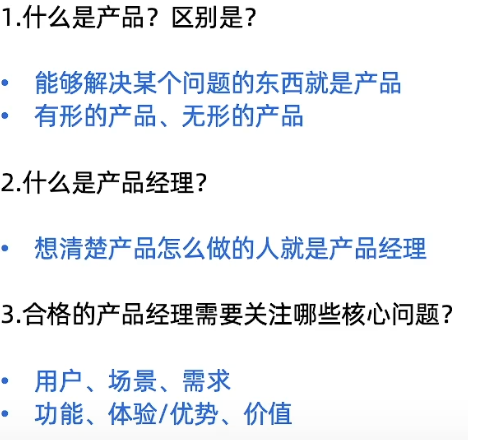 1.什么是产品？区别是？
• 能够解决某个问题的东西就是产品
• 有形的产品、无形的产品
2.什么是产品经理？
• 想清楚产品怎么做的人就是产品经理
3.合格的产品经理需要关注哪些核心问题？
• 用户、场景、需求
• 功能、体验/优势、价值